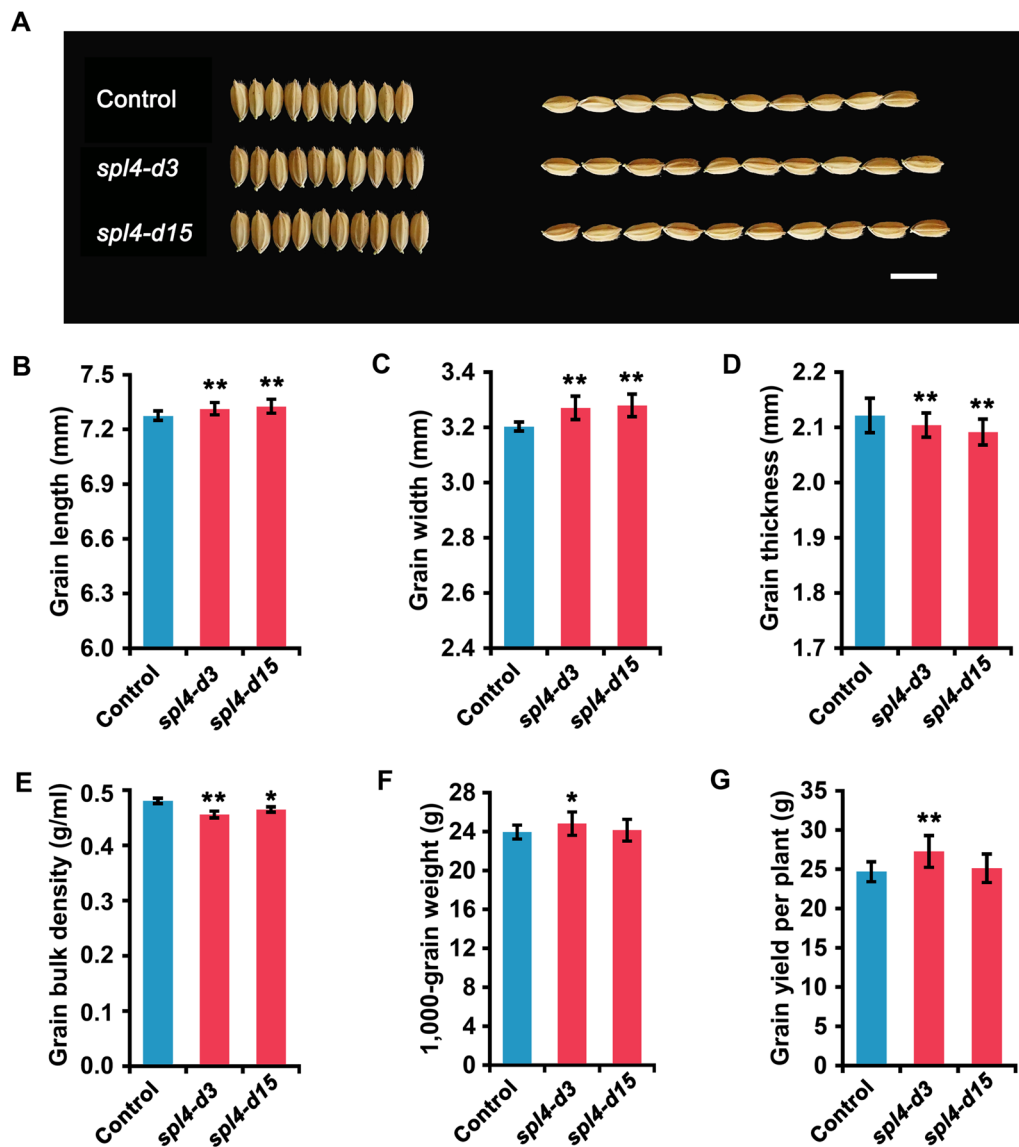 A
Control
spl4-d3
spl4-d15
B
Grain length (mm)
7.5
7.2
6.9
6.6
6.3
6.0
** **
Control
spl4-d3
spl4-d15
C
Grain width (mm)
3.4
3.2
3.0
2.8
2.6
2.4
** **
Control
spl4-d3
spl4-d15
D
Grain thickness (mm)
2.2
2.1
2.0
1.9
1.8
1.7
** **
Control
spl4-d3
spl4-d15
E
Grain bulk density (g/ml)
0.5
0.4
0.3
0.2
0.1
0.0
** *
Control
spl4-d3
spl4-d15
F
1,000-grain weight (g)
28
24
20
16
12
8
4
0
*
Control
spl4-d3
spl4-d15
G
Grain yield per plant (g)
35
30
25
20
15
10
5
0
**
Control
spl4-d3
spl4-d15